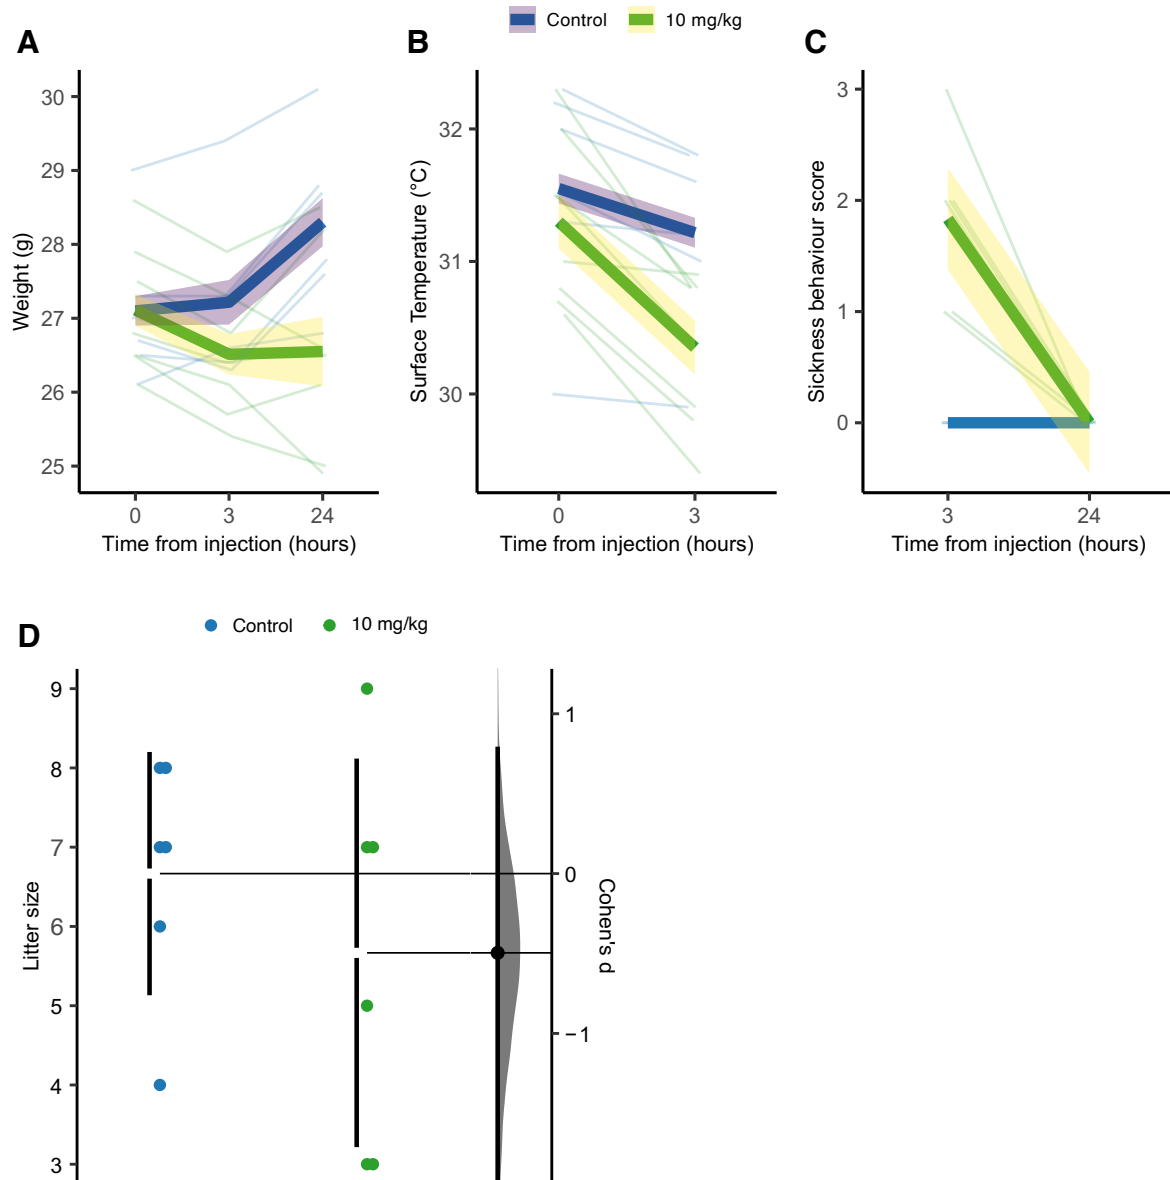 Control
10 mg/kg
A
B
C
30
29
28
27
26
25
Weight (g)
0
3
24
Time from injection (hours)
32
31
30
Surface Temperature (°C)
0
3
Time from injection (hours)
3
2
1
0
Sickness behaviour score
3
24
Time from injection (hours)
D
Control
10 mg/kg
9
8
7
6
5
4
3
Litter size
1
0
−1
Cohen's d